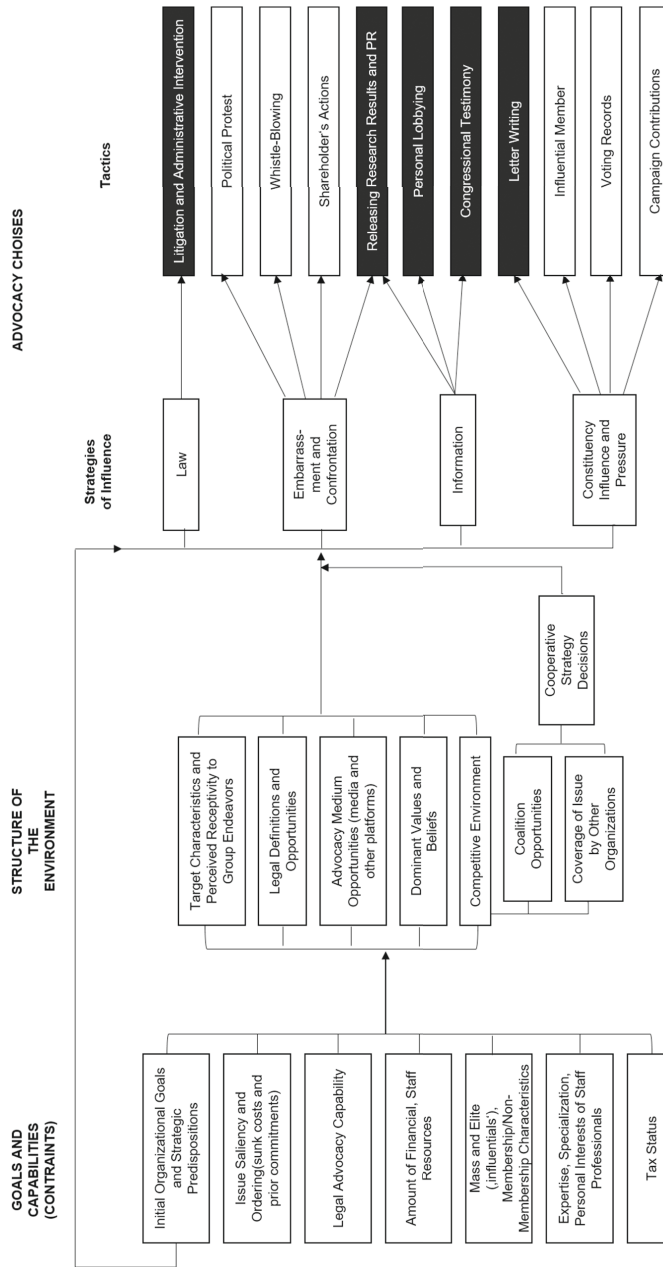 GOALS AND
CAPABILITIES
(CONTRAINTS)
Initial Organizational Goals
and Strategic
Predispositions
Issue Saliency and
Ordering(sunk costs and
prior commitments)
Legal Advocacy Capability
Amount of Financial, Staff
Resources
Mass and Elite
(‚influentials‘),
Membership/Non-
Membership Characteristics
Expertise, Specialization,
Personal Interests of Staff
Professionals
Tax Status
STRUCTURE OF
THE
ENVIRONMENT
Target Characteristics and
Perceived Receptivity to
Group Endeavors
Legal Definitions and
Opportunities
Advocacy Medium
Opportunities (media and
other platforms)
Dominant Values and
Beliefs
Competitive Environment
Coalition
Opportunities
Coverage of Issue
by Other
Organizations
Cooperative
Strategy
Decisions
ADVOCACY CHOISES
Strategies
of Influence
Law
Embarrass-
ment and
Confrontation
Information
Constituency
Influence and
Pressure
Tactics
Litigation and Administrative Intervention
Political Protest
Whistle-Blowing
Shareholder's Actions
Releasing Research Results and PR
Personal Lobbying
Congressional Testimony
Letter Writing
Influential Member
Voting Records
Campaign Contributions